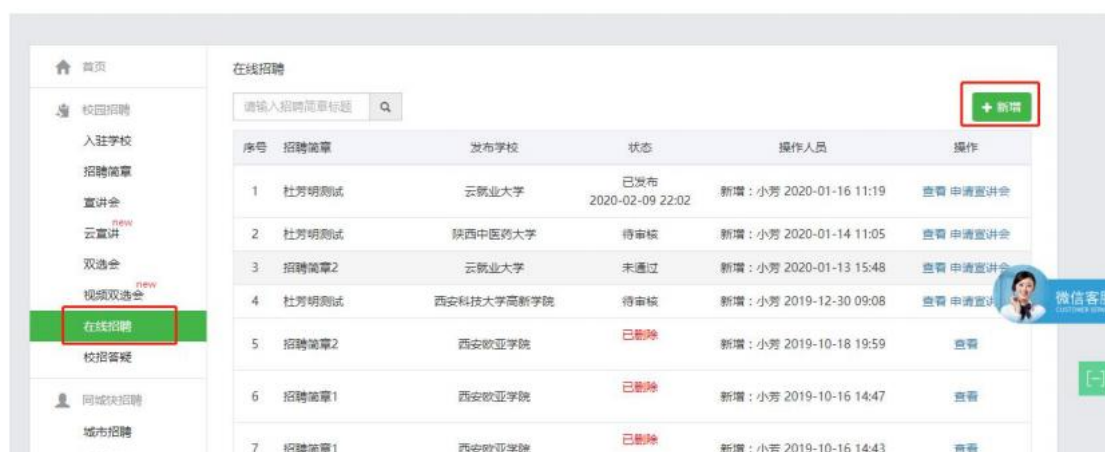 首页
校园招聘
入驻学校
招聘简章
宣讲会
云宣讲 new
双选会
视频双选会 new
在线招聘
校招答疑
同城快招聘
城市招聘
在线招聘
请输入招聘简章标题
+ 新增
序号 招聘简章 发布学校 状态 操作人员 操作
1 杜芳明测试 云就业大学 已发布 2020-02-09 22:02 新增：小芳 2020-01-16 11:19 查看 申请宣讲会
2 杜芳明测试 陕西中医药大学 待审核 新增：小芳 2020-01-14 11:05 查看 申请宣讲会
3 招聘简章2 云就业大学 未通过 新增：小芳 2020-01-13 15:48 查看 申请宣讲会
4 杜芳明测试 西安科技大学高新学院 待审核 新增：小芳 2019-12-30 09:08 查看 申请宣
5 招聘简章2 西安欧亚学院 已删除 新增：小芳 2019-10-18 19:59 查看
6 招聘简章1 西安欧亚学院 已删除 新增：小芳 2019-10-16 14:47 查看
7 招聘简章1 西安欧亚学院 已删除 新增：小芳 2019-10-16 14:43 查看
微信客服
[-]